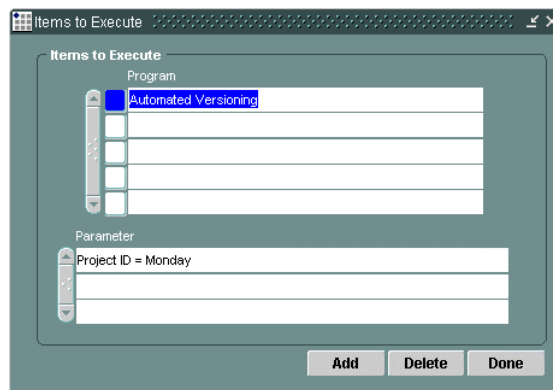 Items to Execute
Items to Execute
Program
Automated Versioning
Parameter
Project ID = Monday
Add Delete Done